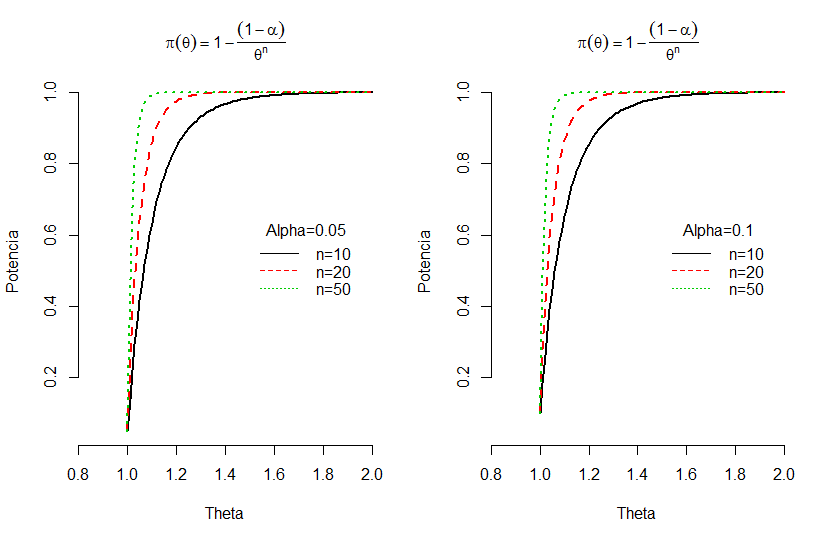 π(θ) = 1 − (1 − α) / θⁿ
Potencia
1.0
0.8
0.6
0.4
0.2
Alpha=0.05
n=10
n=20
n=50
0.8 1.0 1.2 1.4 1.6 1.8 2.0
Theta
π(θ) = 1 − (1 − α) / θⁿ
Potencia
1.0
0.8
0.6
0.4
0.2
Alpha=0.1
n=10
n=20
n=50
0.8 1.0 1.2 1.4 1.6 1.8 2.0
Theta